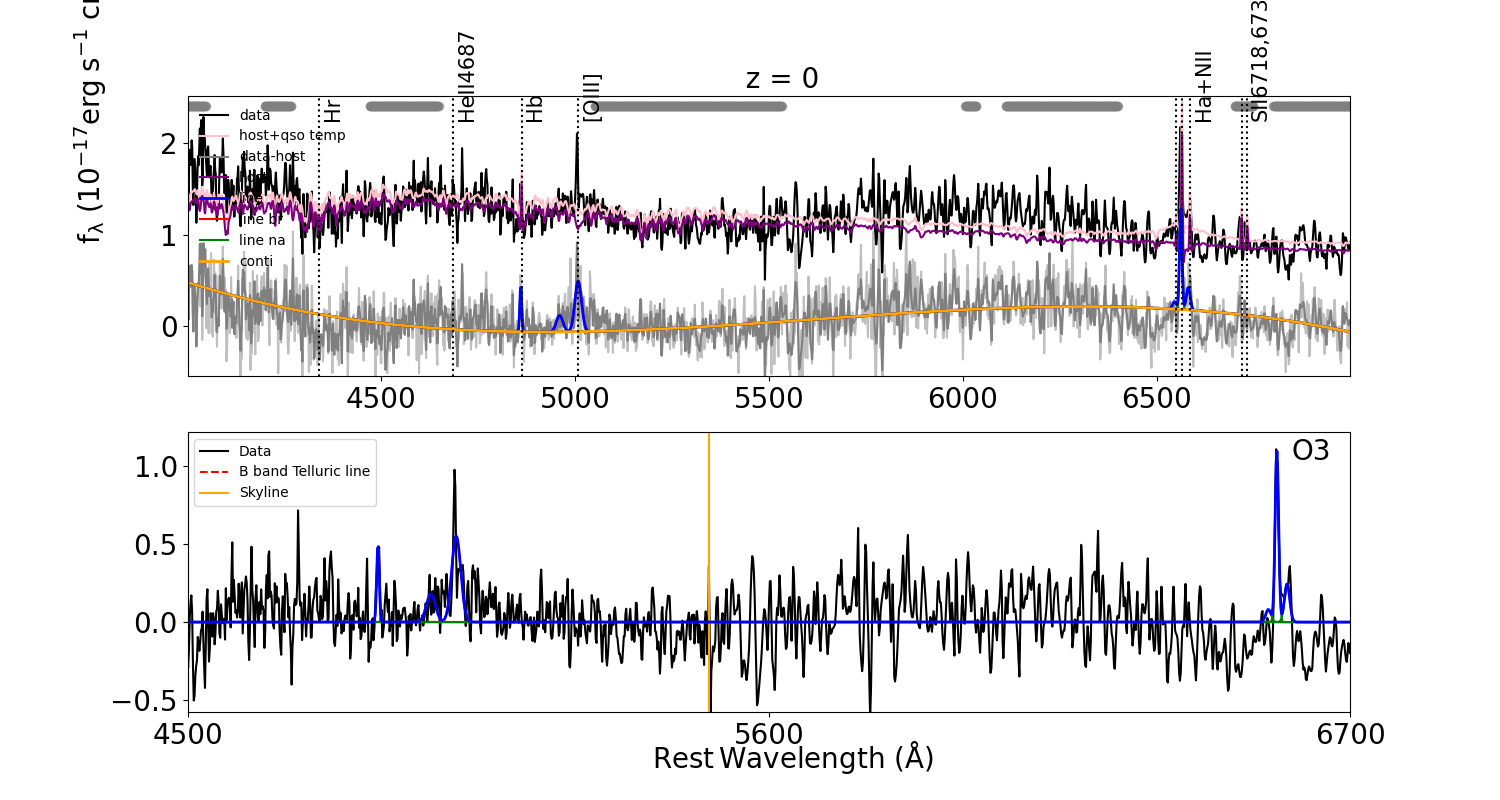 z = 0
Hr
HeII4687
Hb
[OIII]
Ha+NII
SII6718,673
f_λ (10^−17 erg s^−1 c
data
host+qso temp
data-host
line br
line na
conti
2
1
0
4500
5000
5500
6000
6500
Data
B band Telluric line
Skyline
O3
1.0
0.5
0.0
−0.5
4500
5600
6700
Rest Wavelength (Å)